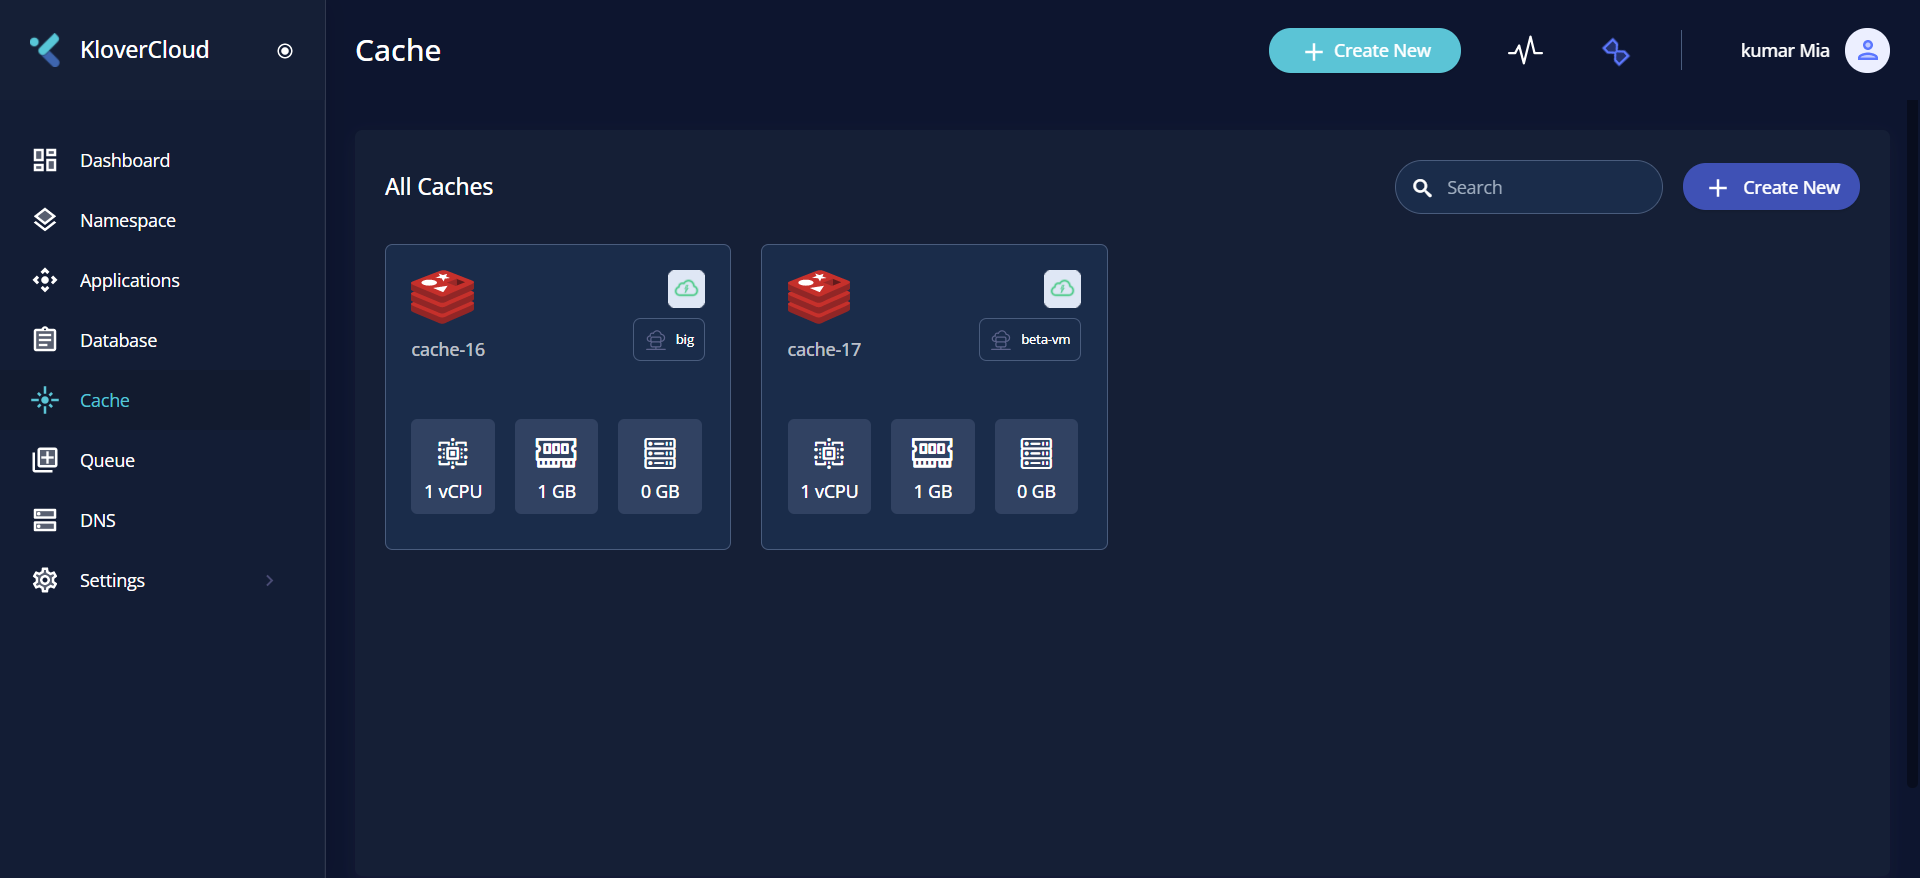 KloverCloud
Dashboard
Namespace
Applications
Database
Cache
Queue
DNS
Settings
Cache
Create New
kumar Mia
All Caches
Search
Create New
cache-16
big
1 vCPU
1 GB
0 GB
cache-17
beta-vm
1 vCPU
1 GB
0 GB